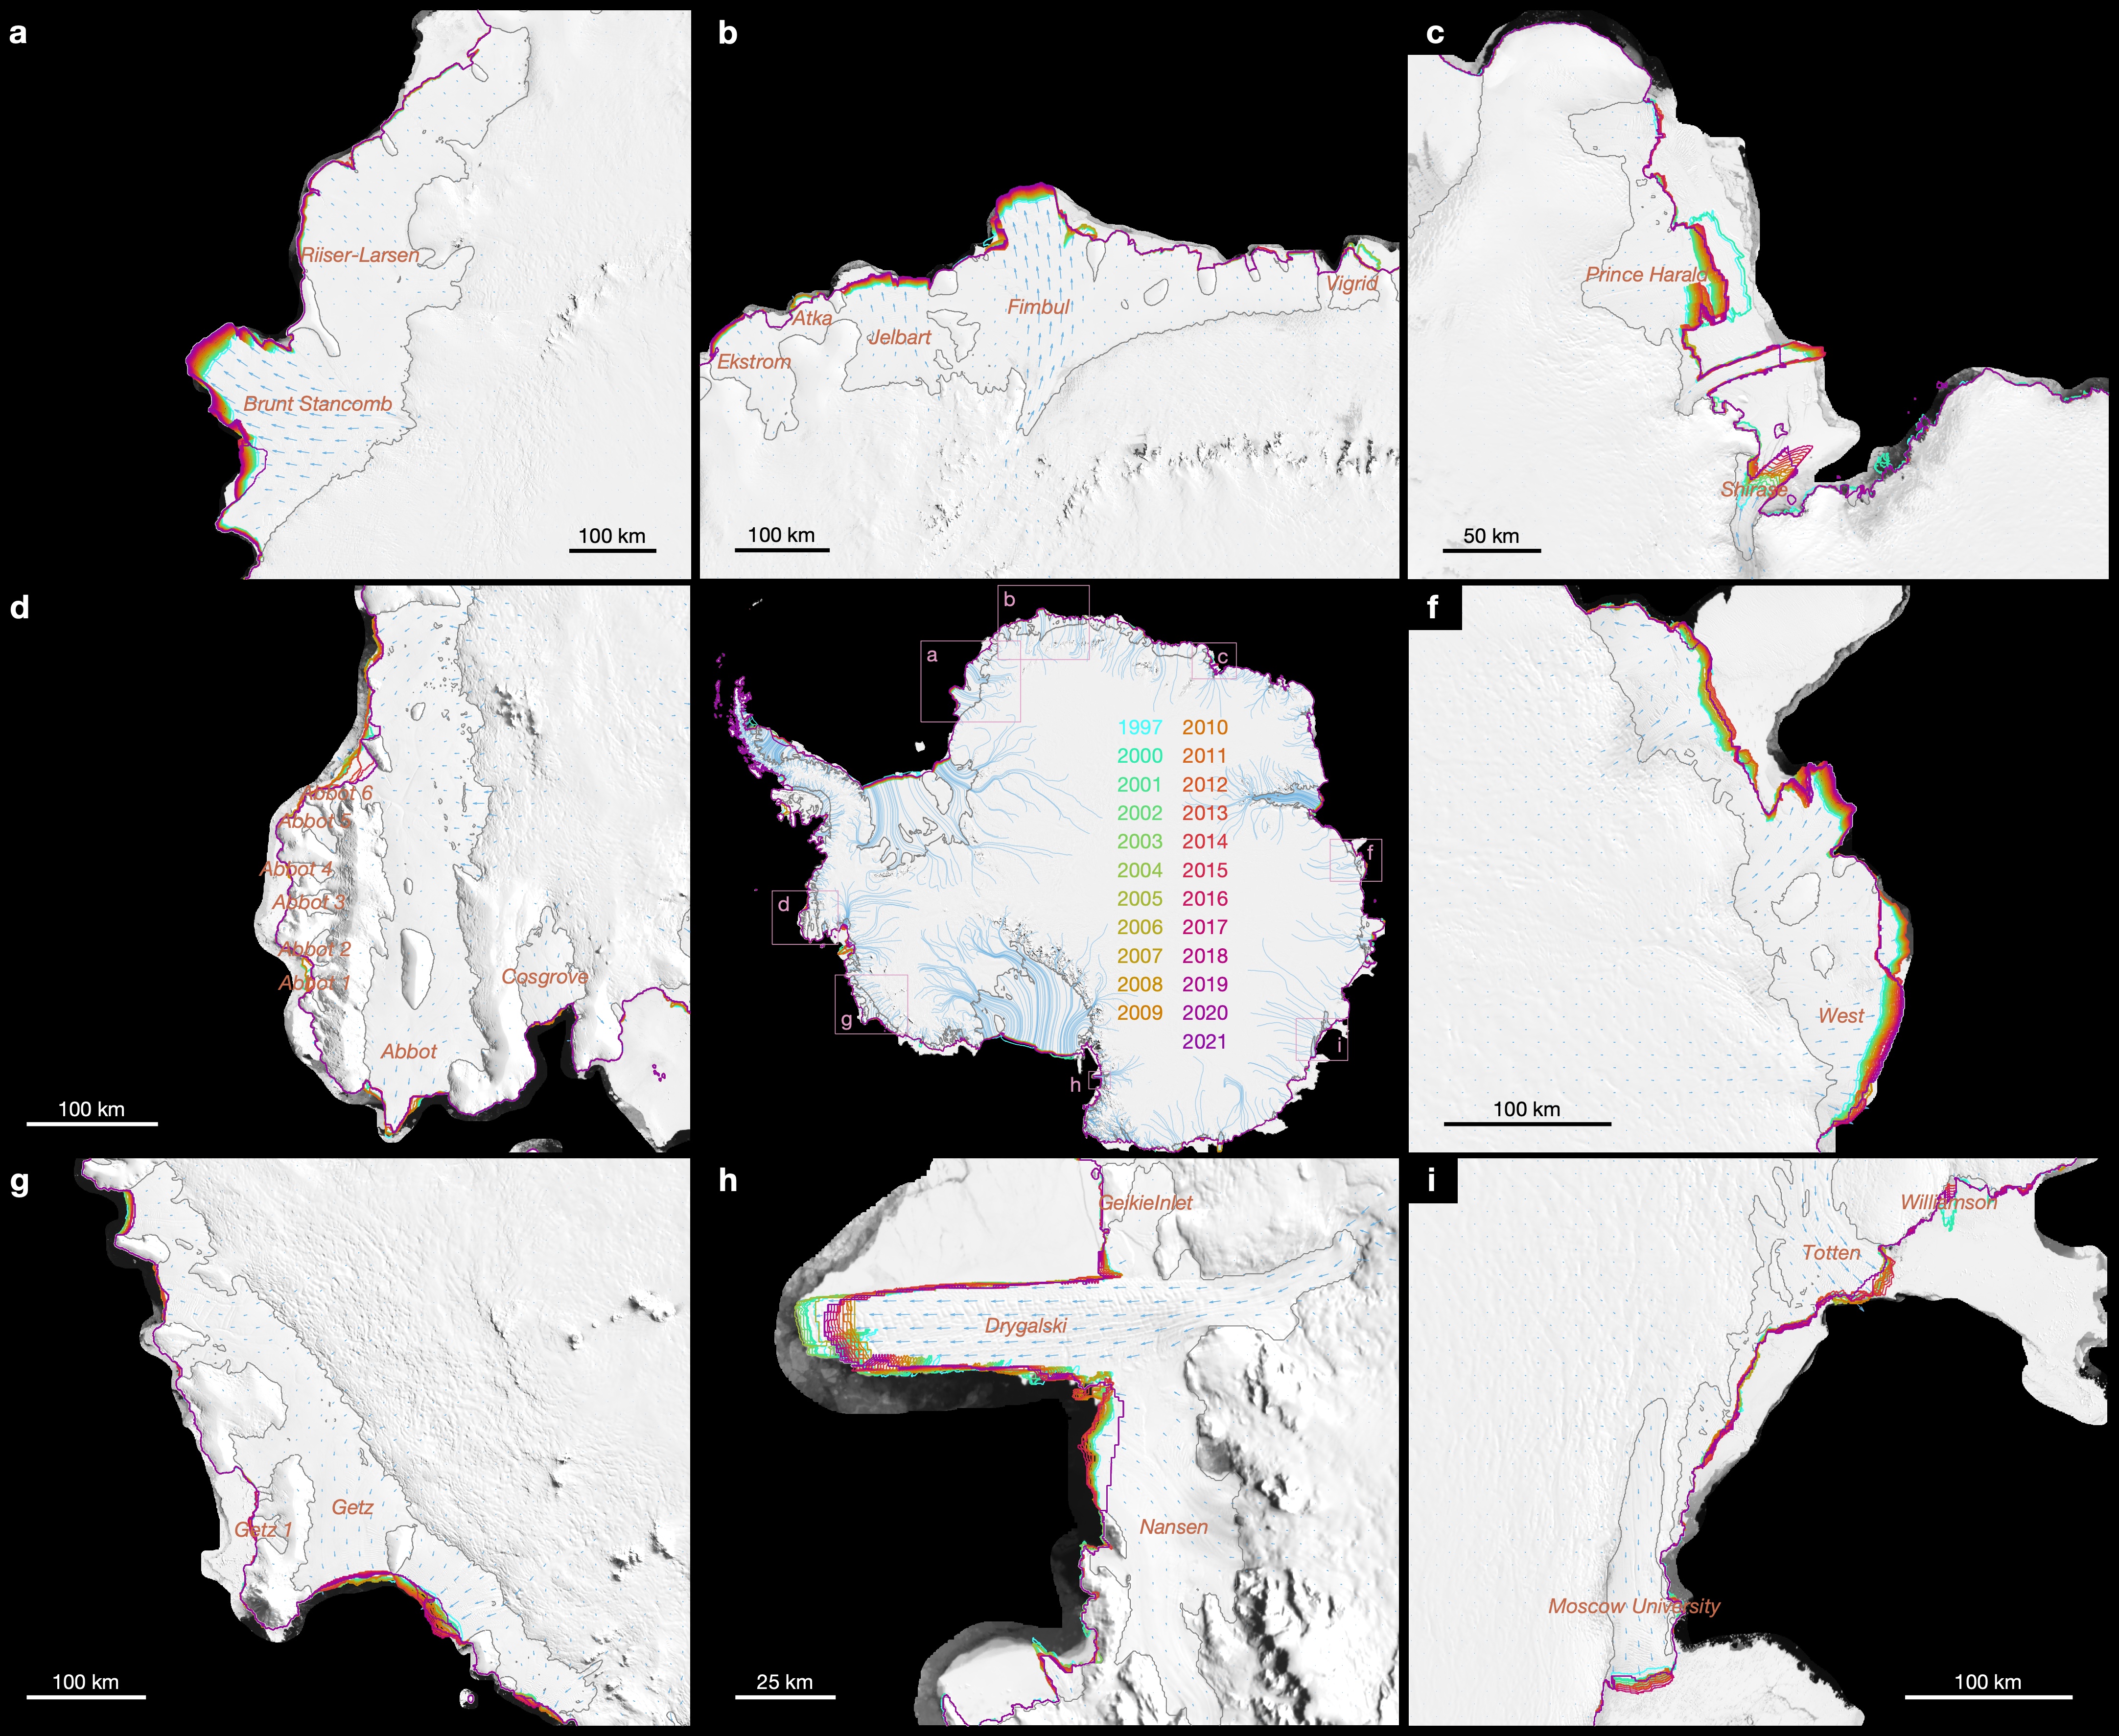 a
Riiser-Larsen
Brunt Stancomb
100 km
b
Ekstrom
Atka
Jelbart
Fimbul
Vigrid
100 km
c
Prince Harald
Shirase
50 km
d
Abbot 6
Abbot 5
Abbot 4
Abbot 3
Abbot 2
Abbot 1
Abbot
Cosgrove
100 km
b
a
c
f
d
g
h
i
1997 2010
2000 2011
2001 2012
2002 2013
2003 2014
2004 2015
2005 2016
2006 2017
2007 2018
2008 2019
2009 2020
2021
f
West
100 km
g
Getz
Getz 1
100 km
h
GeikieInlet
Drygalski
Nansen
25 km
i
Williamson
Totten
Moscow University
100 km